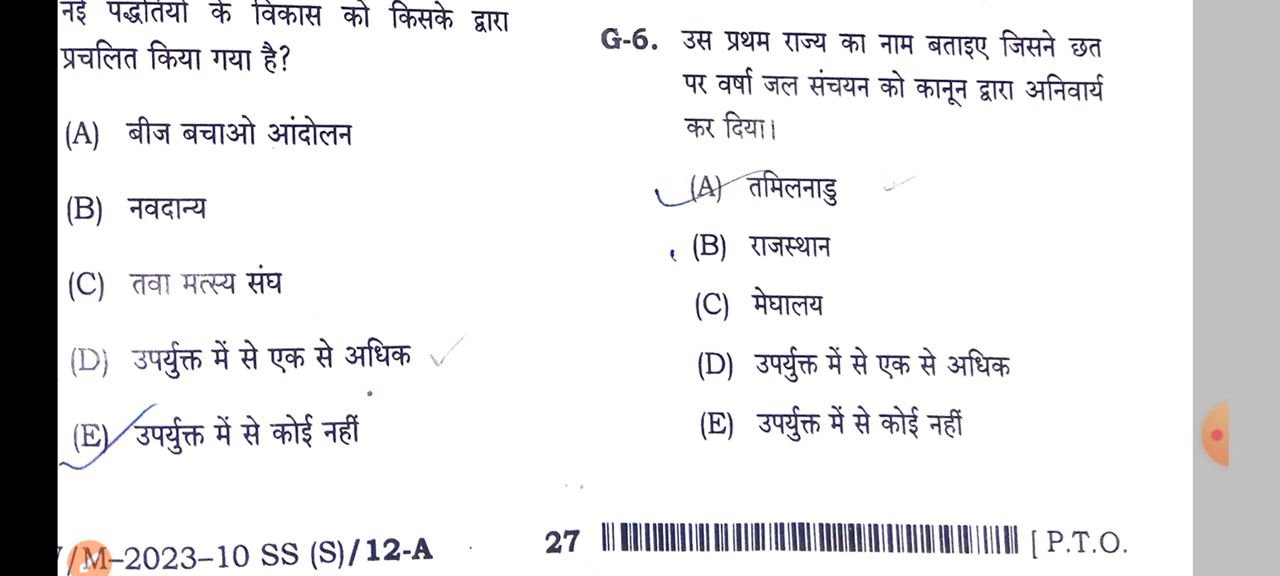 नई पद्धतियों के विकास को किसके द्वारा
प्रचलित किया गया है?
(A) बीज बचाओ आंदोलन
(B) नवदान्य
(C) तवा मत्स्य संघ
(D) उपर्युक्त में से एक से अधिक
(E) उपर्युक्त में से कोई नहीं
G-6. उस प्रथम राज्य का नाम बताइए जिसने छत
पर वर्षा जल संचयन को कानून द्वारा अनिवार्य
कर दिया।
(A) तमिलनाडु
(B) राजस्थान
(C) मेघालय
(D) उपर्युक्त में से एक से अधिक
(E) उपर्युक्त में से कोई नहीं
/M–2023–10 SS (S)/12-A
27
[ P.T.O.